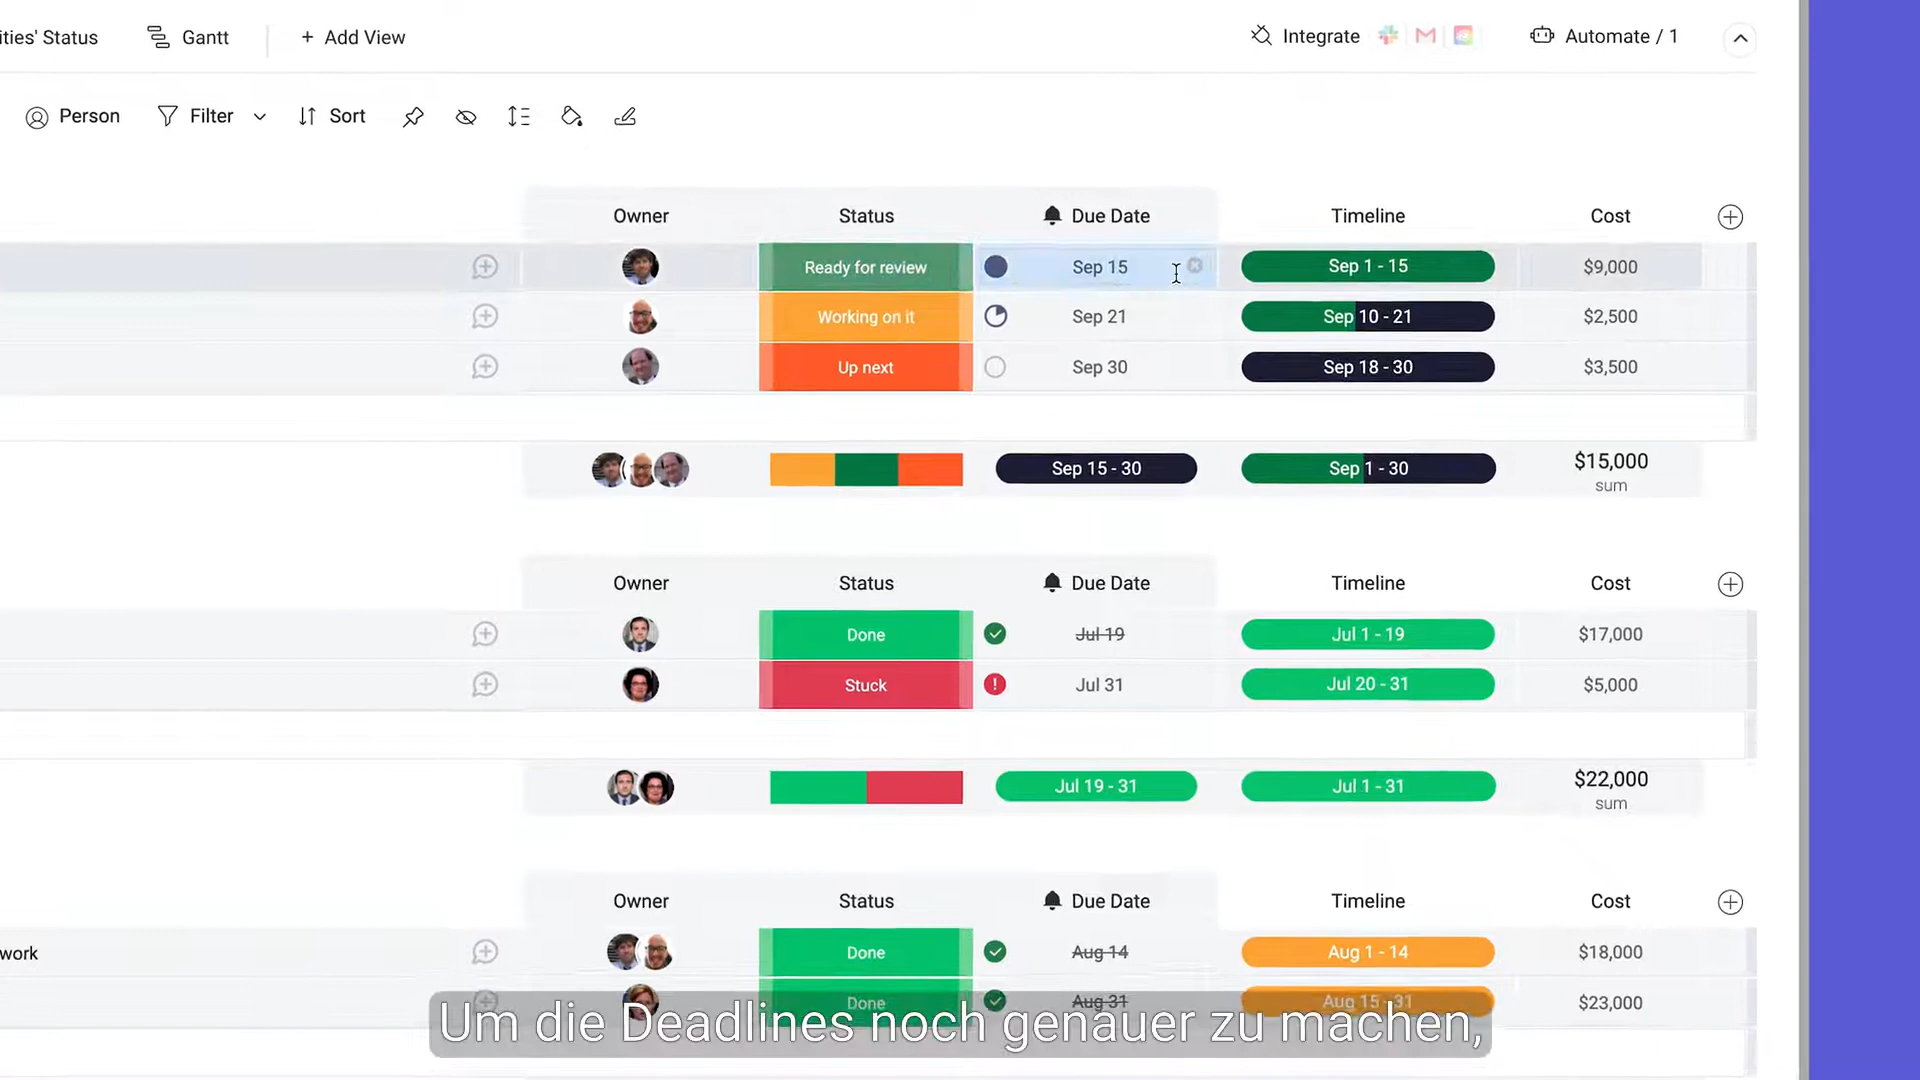 ities' Status Gantt + Add View Integrate Automate / 1
Person Filter Sort
Owner Status Due Date Timeline Cost
Ready for review Sep 15 Sep 1 - 15 $9,000
Working on it Sep 21 Sep 10 - 21 $2,500
Up next Sep 30 Sep 18 - 30 $3,500
Sep 15 - 30 Sep 1 - 30 $15,000
sum
Owner Status Due Date Timeline Cost
Done Jul 19 Jul 1 - 19 $17,000
Stuck Jul 31 Jul 20 - 31 $5,000
Jul 19 - 31 Jul 1 - 31 $22,000
sum
Owner Status Due Date Timeline Cost
work Done Aug 14 Aug 1 - 14 $18,000
Done Aug 31 Aug 15 - 31 $23,000
Um die Deadlines noch genauer zu machen,